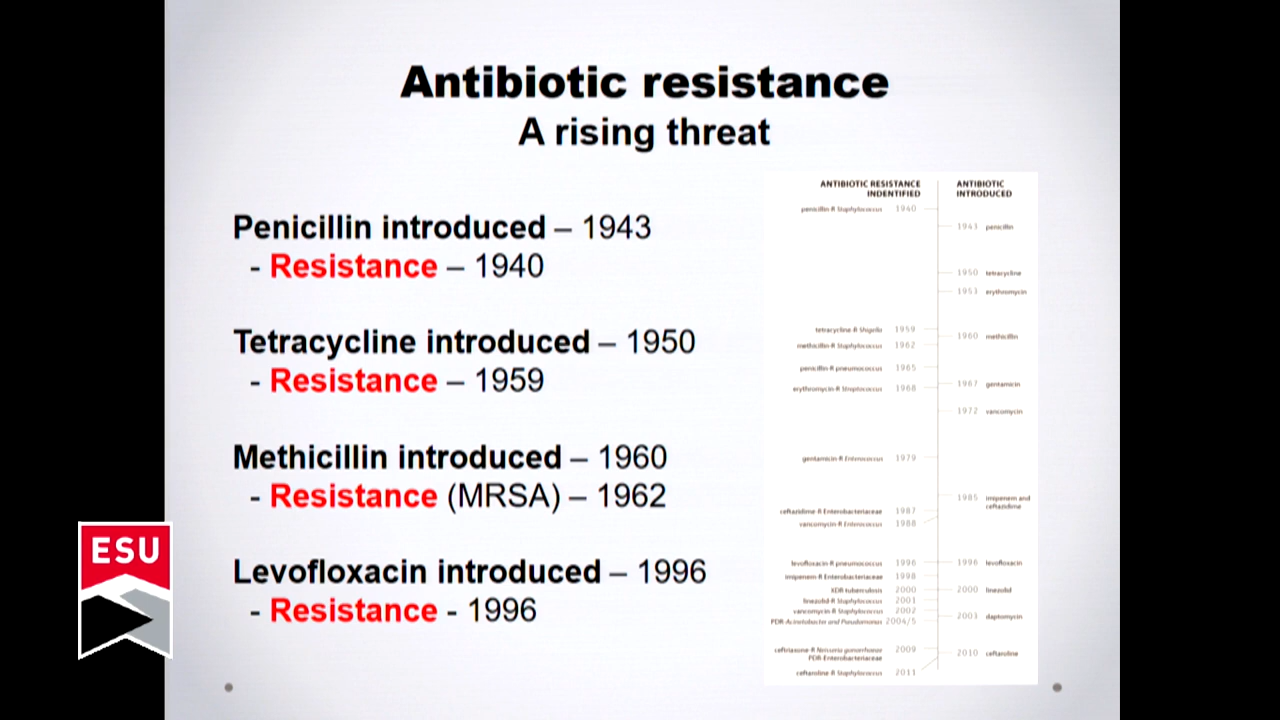 Antibiotic resistance
A rising threat
Penicillin introduced – 1943
- Resistance – 1940
Tetracycline introduced – 1950
- Resistance – 1959
Methicillin introduced – 1960
- Resistance (MRSA) – 1962
Levofloxacin introduced – 1996
- Resistance - 1996
ESU
ANTIBIOTIC RESISTANCE
INDENTIFIED
penicillin-R Staphylococcus 1940
tetracycline-R Shigella 1959
methicillin-R Staphylococcus 1962
penicillin-R pneumococcus 1965
erythromycin-R Streptococcus 1968
gentamicin-R Enterococcus 1979
ceftazidime-R Enterobacteriaceae 1987
vancomycin-R Enterococcus 1988
levofloxacin-R pneumococcus 1996
imipenem-R Enterobacteriaceae 1998
XDR tuberculosis 2000
linezolid-R Staphylococcus 2001
vancomycin-R Staphylococcus 2002
PDR-Acinetobacter and Pseudomonas 2004/5
ceftriaxone-R Neisseria gonorrhoeae 2009
PDR-Enterobacteriaceae
ceftaroline-R Staphylococcus 2011
ANTIBIOTIC
INTRODUCED
1943 penicillin
1950 tetracycline
1953 erythromycin
1960 methicillin
1967 gentamicin
1972 vancomycin
1985 imipenem and
ceftazidime
1996 levofloxacin
2000 linezolid
2003 daptomycin
2010 ceftaroline